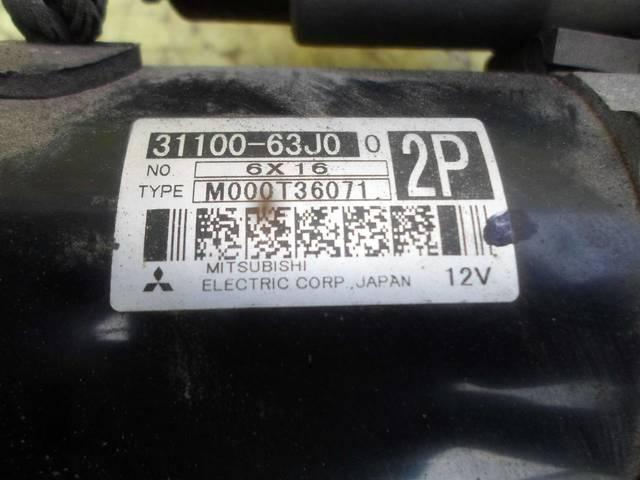 31100-63J0 0 2P
NO. 6X16
TYPE M000T36071
MITSUBISHI
ELECTRIC CORP. JAPAN 12V